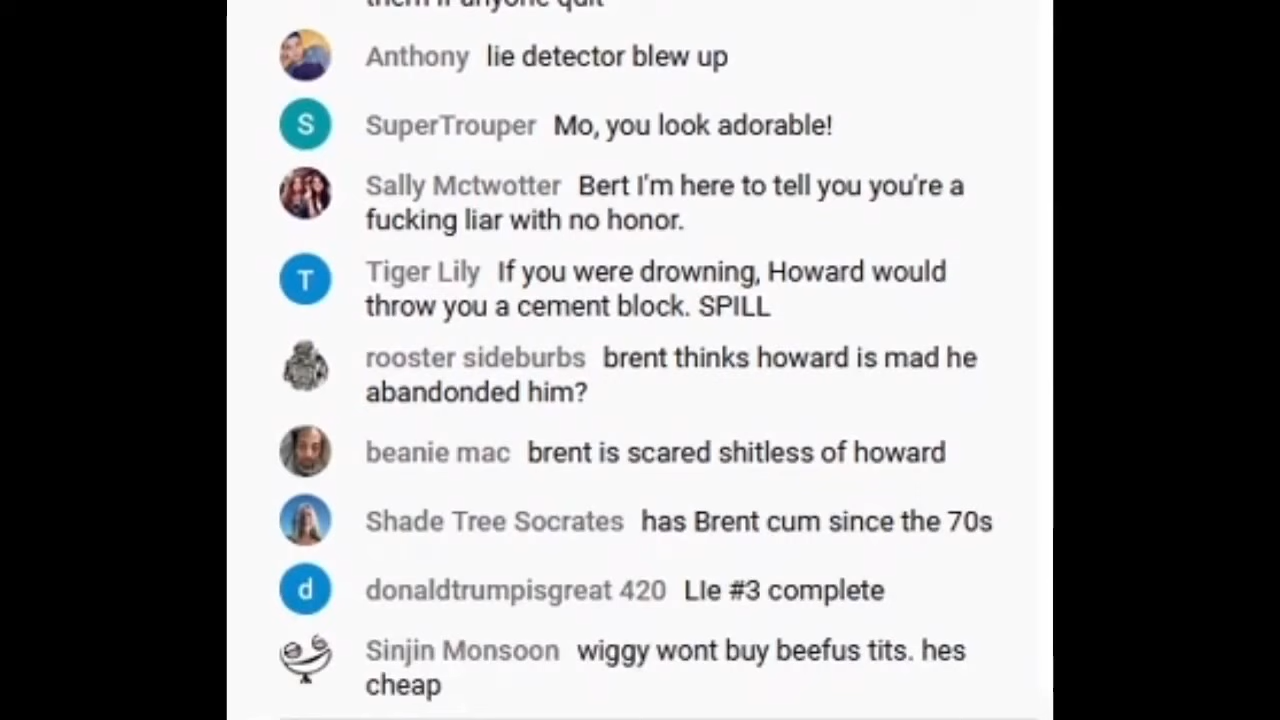 them if anyone quit
Anthony lie detector blew up
S SuperTrouper Mo, you look adorable!
Sally Mctwotter Bert I'm here to tell you you're a
fucking liar with no honor.
T Tiger Lily If you were drowning, Howard would
throw you a cement block. SPILL
rooster sideburbs brent thinks howard is mad he
abandonded him?
beanie mac brent is scared shitless of howard
Shade Tree Socrates has Brent cum since the 70s
d donaldtrumpisgreat 420 LIe #3 complete
Sinjin Monsoon wiggy wont buy beefus tits. hes
cheap